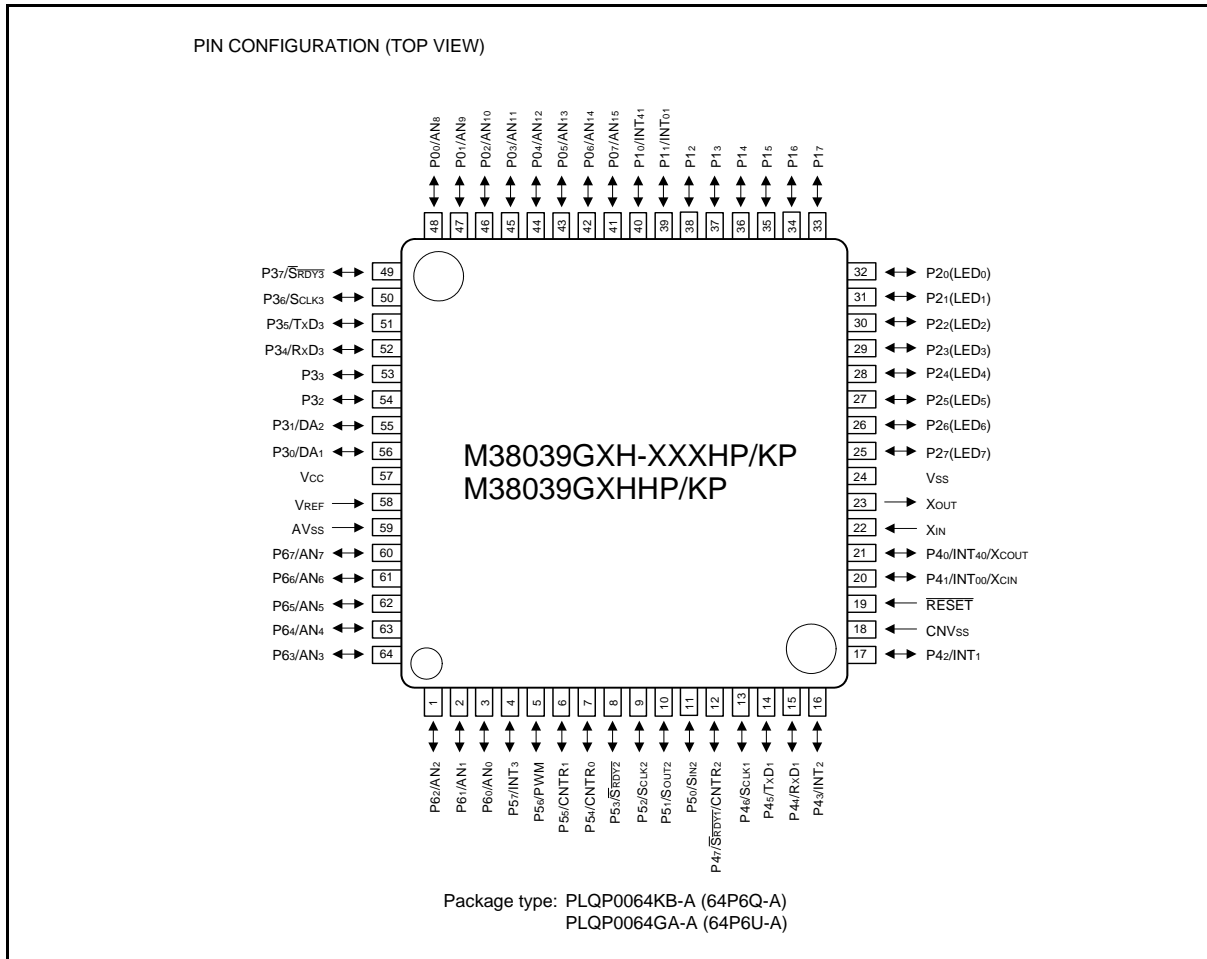 PIN CONFIGURATION (TOP VIEW)
P00/AN8
P01/AN9
P02/AN10
P03/AN11
P04/AN12
P05/AN13
P06/AN14
P07/AN15
P10/INT41
P11/INT01
P12
P13
P14
P15
P16
P17
48
47
46
45
44
43
42
41
40
39
38
37
36
35
34
33
P37/SRDY3 49
P36/SCLK3 50
P35/TXD3 51
P34/RXD3 52
P33 53
P32 54
P31/DA2 55
P30/DA1 56
VCC 57
VREF 58
AVSS 59
P67/AN7 60
P66/AN6 61
P65/AN5 62
P64/AN4 63
P63/AN3 64
M38039GXH-XXXHP/KP
M38039GXHHP/KP
32 P20(LED0)
31 P21(LED1)
30 P22(LED2)
29 P23(LED3)
28 P24(LED4)
27 P25(LED5)
26 P26(LED6)
25 P27(LED7)
24 VSS
23 XOUT
22 XIN
21 P40/INT40/XCOUT
20 P41/INT00/XCIN
19 RESET
18 CNVSS
17 P42/INT1
1
2
3
4
5
6
7
8
9
10
11
12
13
14
15
16
P62/AN2
P61/AN1
P60/AN0
P57/INT3
P56/PWM
P55/CNTR1
P54/CNTR0
P53/SRDY2
P52/SCLK2
P51/SOUT2
P50/SIN2
P47/SRDY1/CNTR2
P46/SCLK1
P45/TXD1
P44/RXD1
P43/INT2
Package type: PLQP0064KB-A (64P6Q-A)
PLQP0064GA-A (64P6U-A)